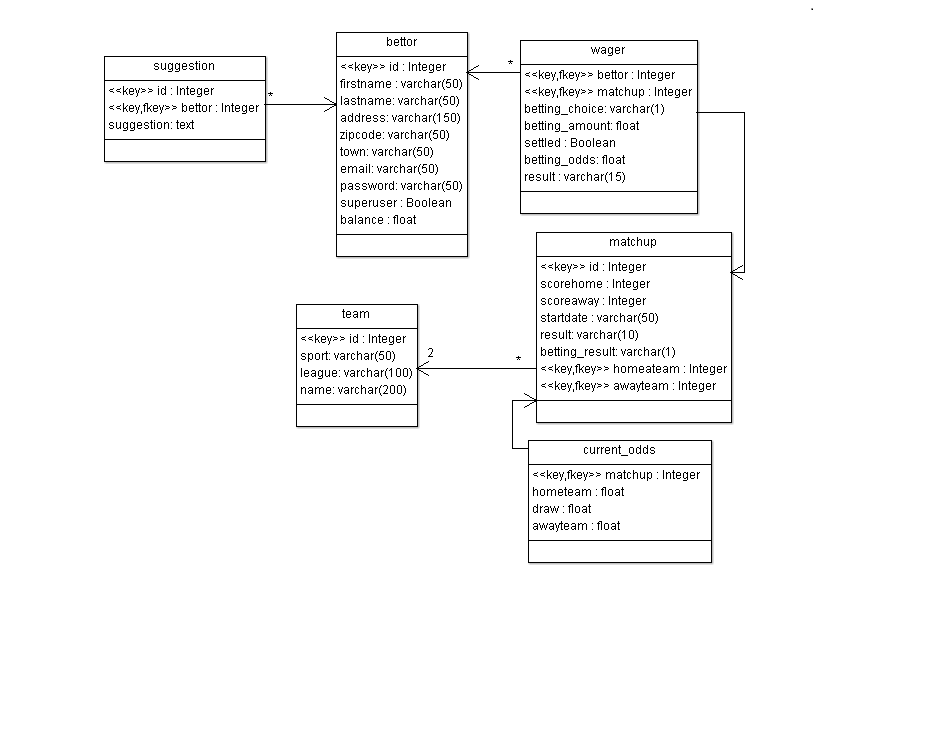 suggestion
<<key>> id : Integer
<<key,fkey>> bettor : Integer
suggestion: text
*
bettor
<<key>> id : Integer
firstname : varchar(50)
lastname: varchar(50)
address: varchar(150)
zipcode: varchar(50)
town: varchar(50)
email: varchar(50)
password: varchar(50)
superuser : Boolean
balance : float
*
wager
<<key,fkey>> bettor : Integer
<<key,fkey>> matchup : Integer
betting_choice: varchar(1)
betting_amount: float
settled : Boolean
betting_odds: float
result : varchar(15)
matchup
<<key>> id : Integer
scorehome : Integer
scoreaway : Integer
startdate : varchar(50)
result: varchar(10)
betting_result: varchar(1)
<<key,fkey>> homeateam : Integer
<<key,fkey>> awayteam : Integer
team
<<key>> id : Integer
sport: varchar(50)
league: varchar(100)
name: varchar(200)
2
*
current_odds
<<key,fkey>> matchup : Integer
hometeam : float
draw : float
awayteam : float